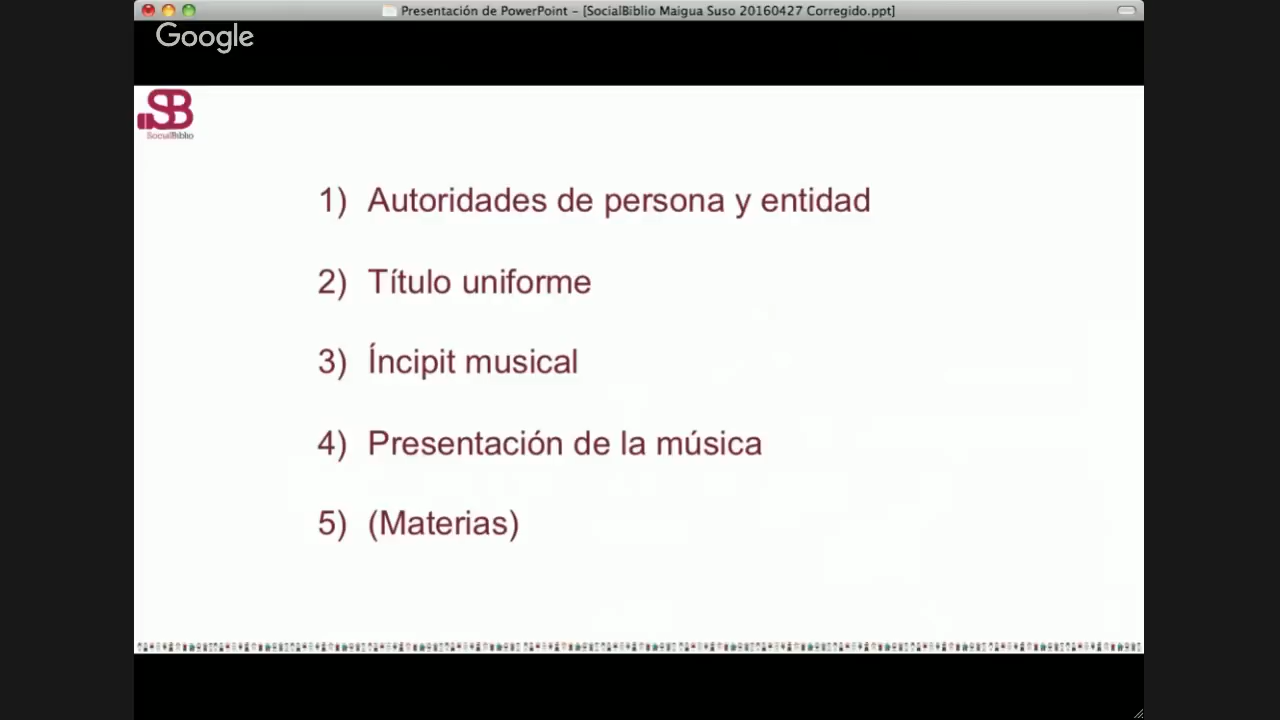 Presentación de PowerPoint – [SocialBiblio Maigua Suso 20160427 Corregido.ppt]
Google
SB
SocialBiblio
1) Autoridades de persona y entidad
2) Título uniforme
3) Íncipit musical
4) Presentación de la música
5) (Materias)